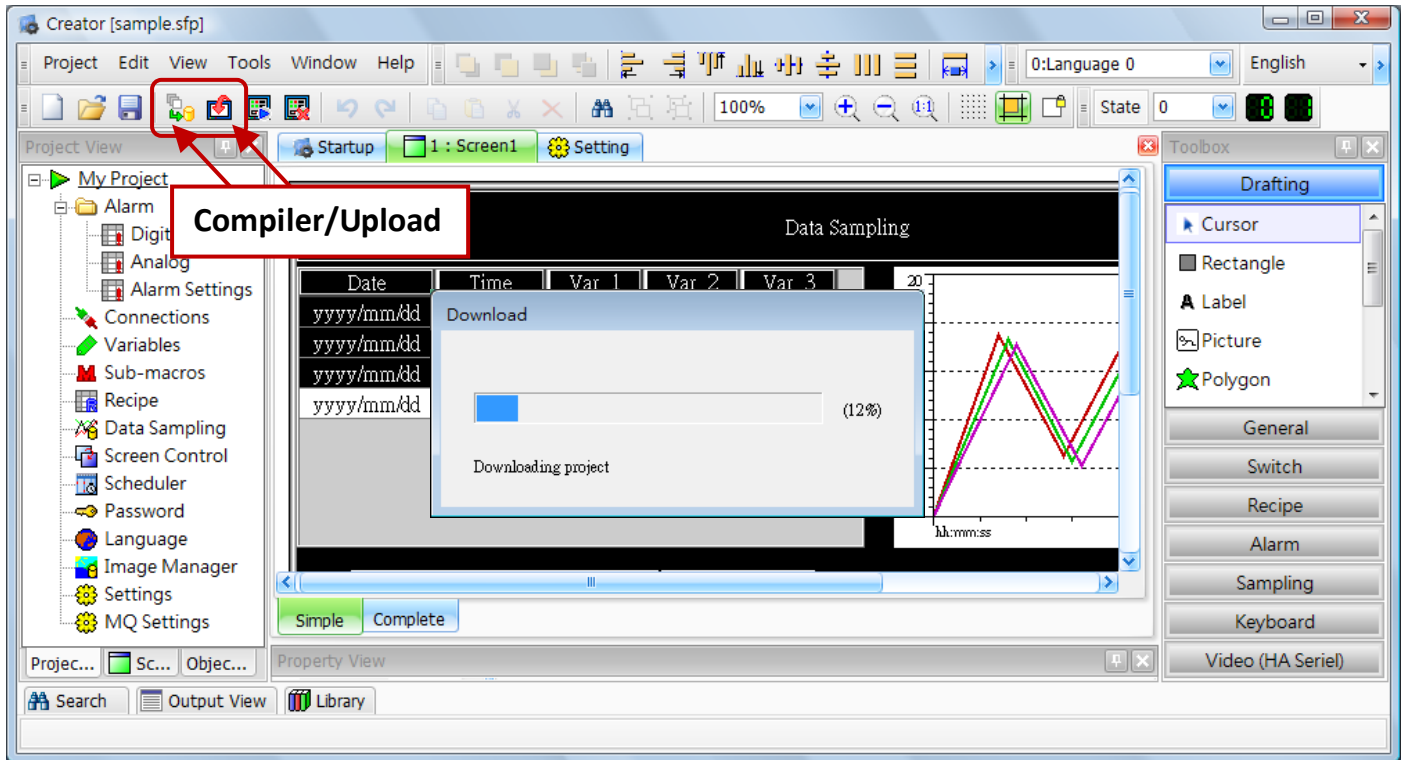 Creator [sample.sfp]
Project Edit View Tools Window Help 0:Language 0 English
100% 1:1 State 0
Project View
Startup 1 : Screen1 Setting
Toolbox
My Project
Alarm
Digit
Analog
Alarm Settings
Connections
Variables
Sub-macros
Recipe
Data Sampling
Screen Control
Scheduler
Password
Language
Image Manager
Settings
MQ Settings
Projec... Sc... Objec...
Compiler/Upload
Data Sampling
Date Time Var 1 Var 2 Var 3
yyyy/mm/dd
yyyy/mm/dd
yyyy/mm/dd
yyyy/mm/dd
20
hh:mm:ss
Download
(12%)
Downloading project
Simple Complete
Property View
Drafting
Cursor
Rectangle
A Label
Picture
Polygon
General
Switch
Recipe
Alarm
Sampling
Keyboard
Video (HA Seriel)
Search Output View Library